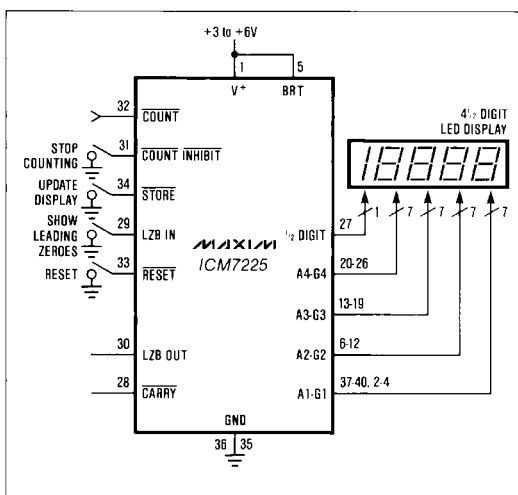 +3 to +6V
1
5
V+
BRT
32
COUNT
31
STOP
COUNTING
COUNT INHIBIT
34
UPDATE
DISPLAY
STORE
29
SHOW
LEADING
ZEROES
LZB IN
33
RESET
RESET
MAXIM
ICM7225
30
LZB OUT
28
CARRY
GND
36
35
4½ DIGIT
LED DISPLAY
18888
1
7
7
7
7
½ DIGIT
27
A4-G4
20-26
A3-G3
13-19
A2-G2
6-12
A1-G1
37-40, 2-4